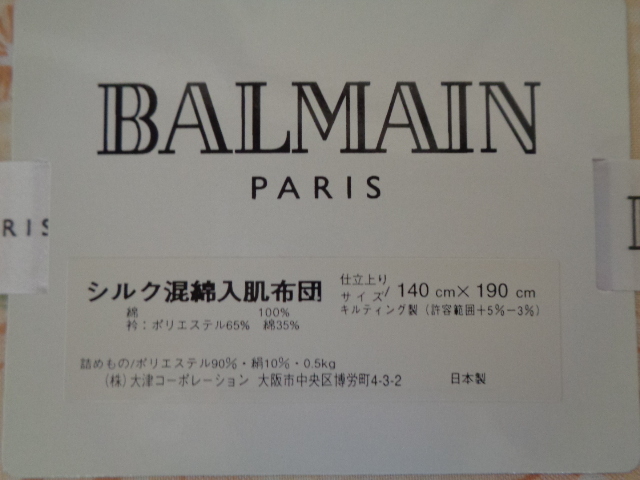 BALMAIN
PARIS
RIS
シルク混綿入肌布団
仕立上り
サイズ/ 140 cm× 190 cm
綿 100%
キルティング製（許容範囲+5%-3%）
衿：ポリエステル65% 綿35%
詰めもの/ポリエステル90%・絹10%・0.5kg
（株）大津コーポレーション 大阪市中央区博労町4-3-2 日本製